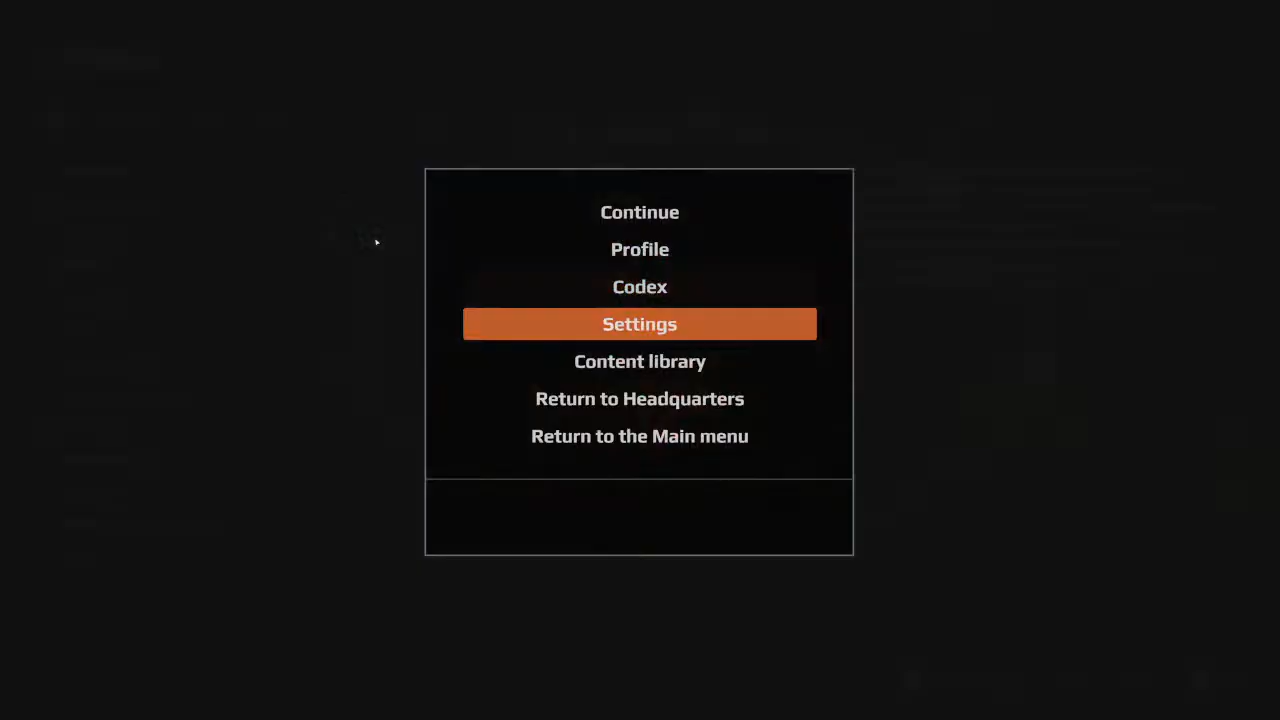 Continue
Profile
Codex
Settings
Content library
Return to Headquarters
Return to the Main menu